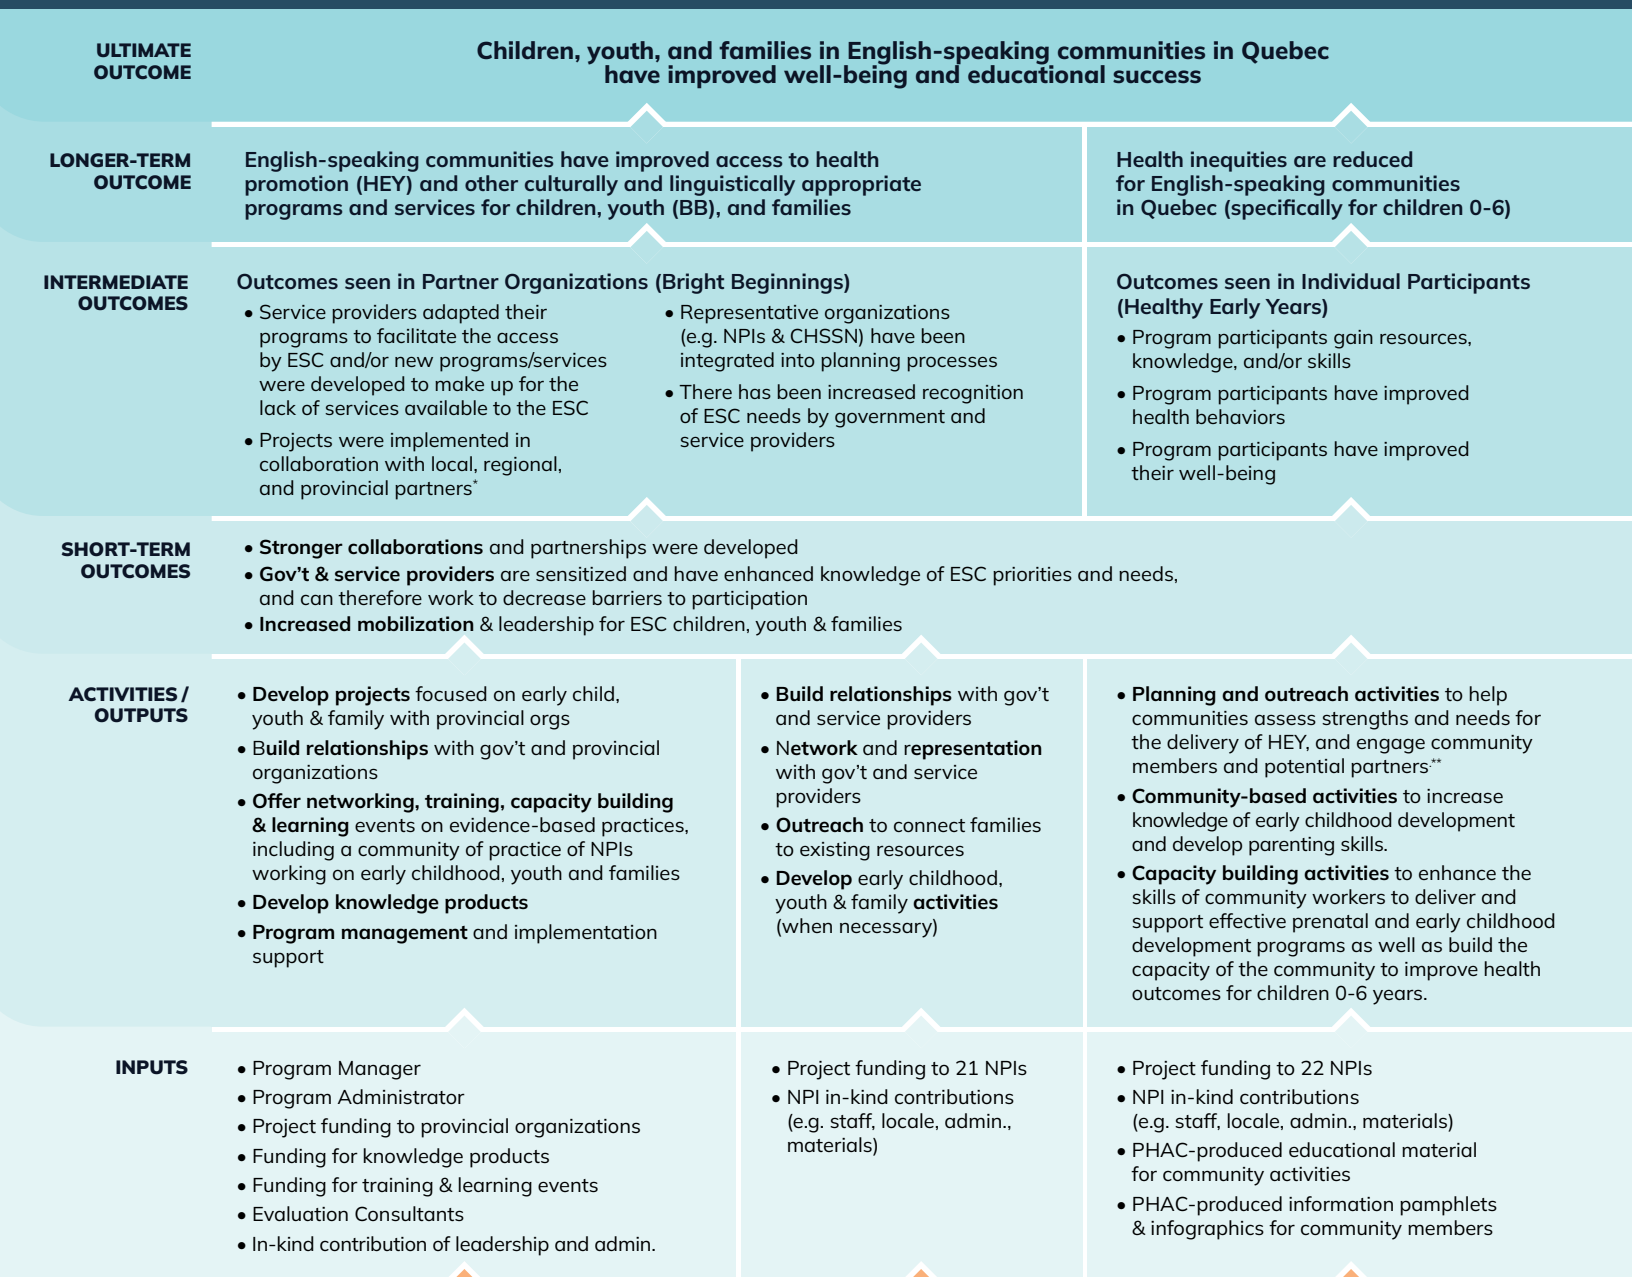 ULTIMATE
OUTCOME
Children, youth, and families in English-speaking communities in Quebec
have improved well-being and educational success
LONGER-TERM
OUTCOME
English-speaking communities have improved access to health
promotion (HEY) and other culturally and linguistically appropriate
programs and services for children, youth (BB), and families
Health inequities are reduced
for English-speaking communities
in Quebec (specifically for children 0-6)
INTERMEDIATE
OUTCOMES
Outcomes seen in Partner Organizations (Bright Beginnings)
• Service providers adapted their
programs to facilitate the access
by ESC and/or new programs/services
were developed to make up for the
lack of services available to the ESC
• Projects were implemented in
collaboration with local, regional,
and provincial partners*
• Representative organizations
(e.g. NPIs & CHSSN) have been
integrated into planning processes
• There has been increased recognition
of ESC needs by government and
service providers
Outcomes seen in Individual Participants
(Healthy Early Years)
• Program participants gain resources,
knowledge, and/or skills
• Program participants have improved
health behaviors
• Program participants have improved
their well-being
SHORT-TERM
OUTCOMES
• Stronger collaborations and partnerships were developed
• Gov't & service providers are sensitized and have enhanced knowledge of ESC priorities and needs,
and can therefore work to decrease barriers to participation
• Increased mobilization & leadership for ESC children, youth & families
ACTIVITIES /
OUTPUTS
• Develop projects focused on early child,
youth & family with provincial orgs
• Build relationships with gov't and provincial
organizations
• Offer networking, training, capacity building
& learning events on evidence-based practices,
including a community of practice of NPIs
working on early childhood, youth and families
• Develop knowledge products
• Program management and implementation
support
• Build relationships with gov't
and service providers
• Network and representation
with gov't and service
providers
• Outreach to connect families
to existing resources
• Develop early childhood,
youth & family activities
(when necessary)
• Planning and outreach activities to help
communities assess strengths and needs for
the delivery of HEY, and engage community
members and potential partners.**
• Community-based activities to increase
knowledge of early childhood development
and develop parenting skills.
• Capacity building activities to enhance the
skills of community workers to deliver and
support effective prenatal and early childhood
development programs as well as build the
capacity of the community to improve health
outcomes for children 0-6 years.
INPUTS
• Program Manager
• Program Administrator
• Project funding to provincial organizations
• Funding for knowledge products
• Funding for training & learning events
• Evaluation Consultants
• In-kind contribution of leadership and admin.
• Project funding to 21 NPIs
• NPI in-kind contributions
(e.g. staff, locale, admin.,
materials)
• Project funding to 22 NPIs
• NPI in-kind contributions
(e.g. staff, locale, admin., materials)
• PHAC-produced educational material
for community activities
• PHAC-produced information pamphlets
& infographics for community members